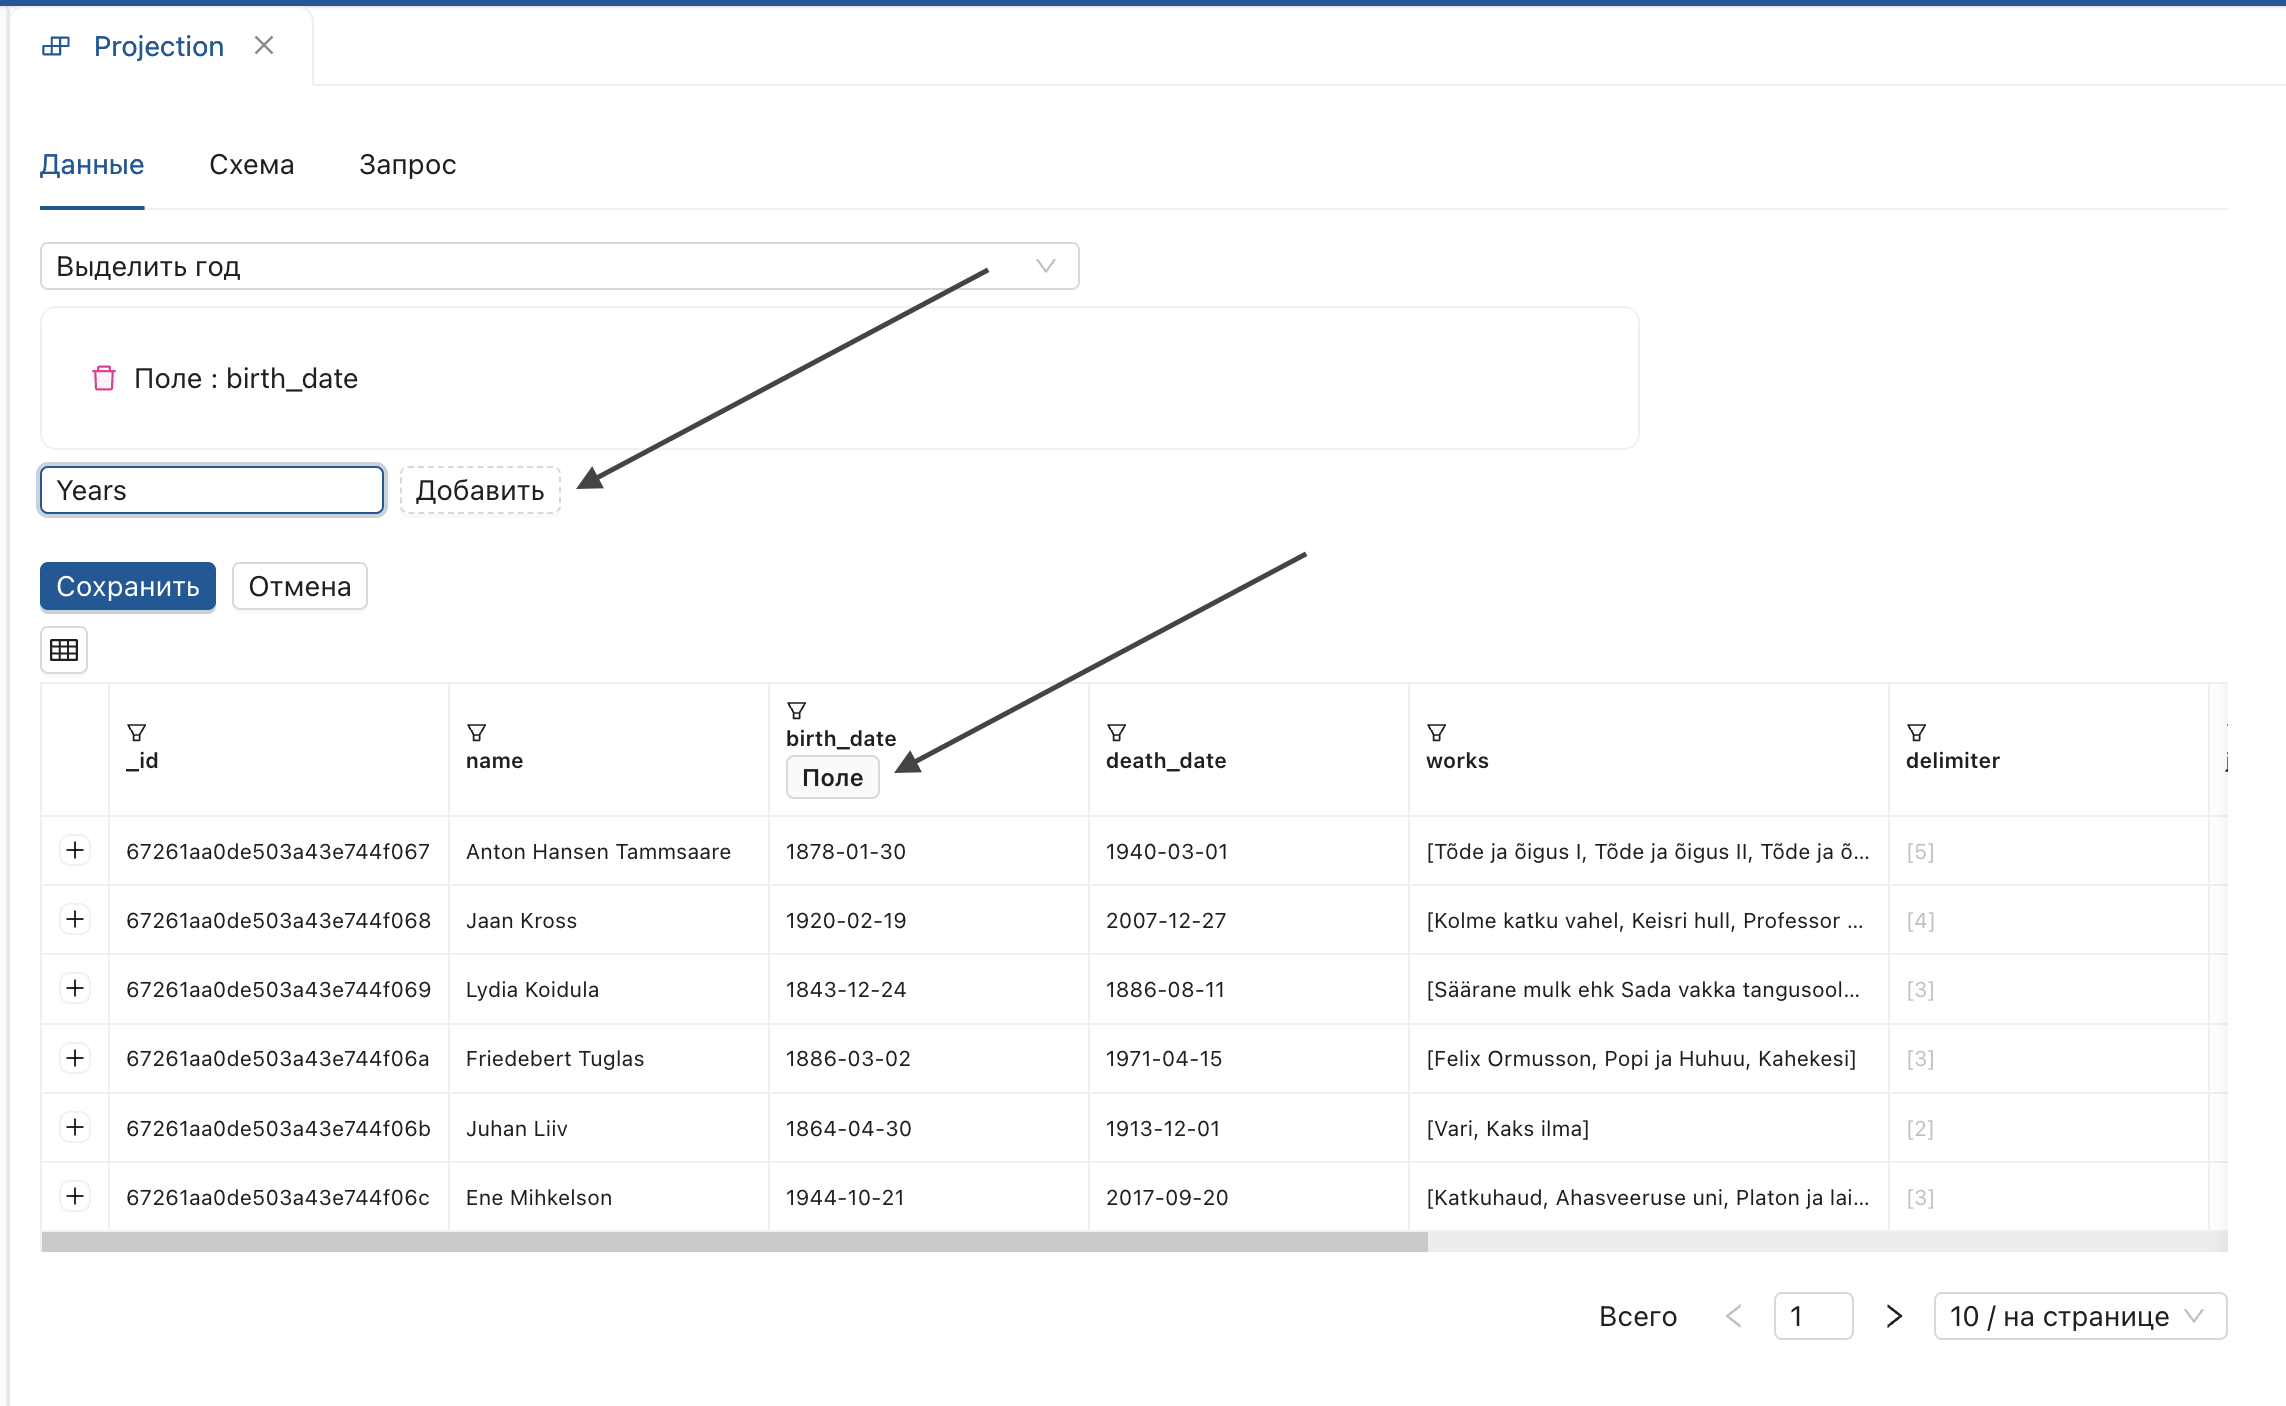 Projection
Данные Схема Запрос
Выделить год
Поле : birth_date
Years Добавить
Сохранить Отмена
_id name birth_date Поле death_date works delimiter
67261aa0de503a43e744f067 Anton Hansen Tammsaare 1878-01-30 1940-03-01 [Tõde ja õigus I, Tõde ja õigus II, Tõde ja õ... [5]
67261aa0de503a43e744f068 Jaan Kross 1920-02-19 2007-12-27 [Kolme katku vahel, Keisri hull, Professor ... [4]
67261aa0de503a43e744f069 Lydia Koidula 1843-12-24 1886-08-11 [Säärane mulk ehk Sada vakka tangusool... [3]
67261aa0de503a43e744f06a Friedebert Tuglas 1886-03-02 1971-04-15 [Felix Ormusson, Popi ja Huhuu, Kahekesi] [3]
67261aa0de503a43e744f06b Juhan Liiv 1864-04-30 1913-12-01 [Vari, Kaks ilma] [2]
67261aa0de503a43e744f06c Ene Mihkelson 1944-10-21 2017-09-20 [Katkuhaud, Ahasveeruse uni, Platon ja lai... [3]
Всего 1 10 / на странице